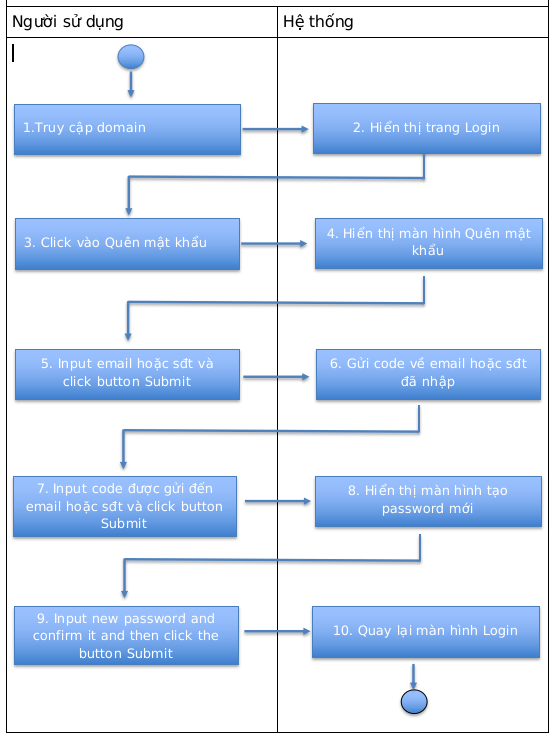 Người sử dụng
Hệ thống
1.Truy cập domain
2. Hiển thị trang Login
3. Click vào Quên mật khẩu
4. Hiển thị màn hình Quên mật
khẩu
5. Input email hoặc sđt và
click button Submit
6. Gửi code về email hoặc sđt
đã nhập
7. Input code được gửi đến
email hoặc sđt và click button
Submit
8. Hiển thị màn hình tạo
password mới
9. Input new password and
confirm it and then click the
button Submit
10. Quay lại màn hình Login